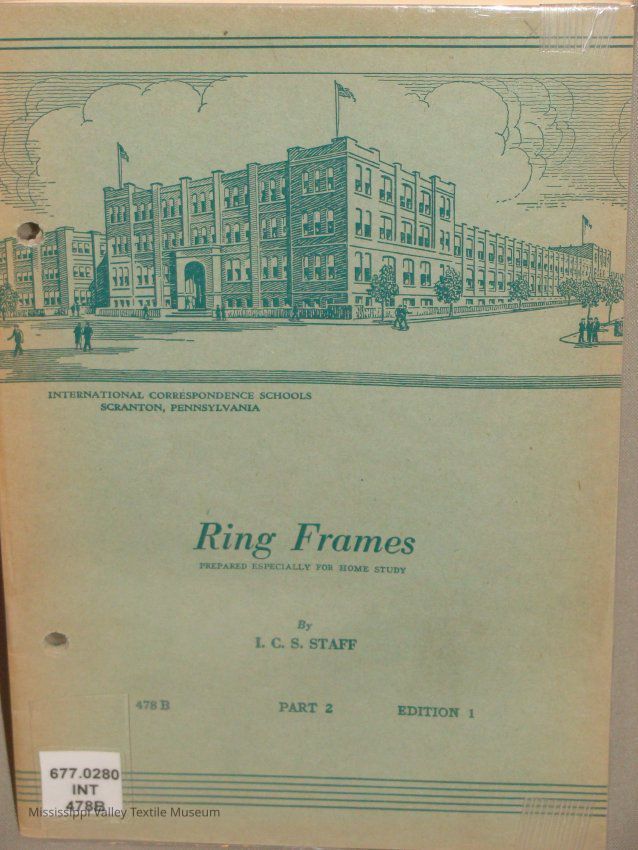 INTERNATIONAL CORRESPONDENCE SCHOOLS
SCRANTON, PENNSYLVANIA
Ring Frames
PREPARED ESPECIALLY FOR HOME STUDY
By
I. C. S. STAFF
478 B PART 2 EDITION 1
677.0280
INT
478B
Mississippi Valley Textile Museum